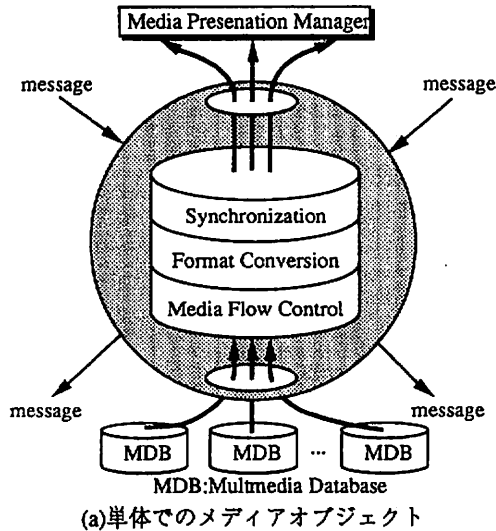 Media Presenation Manager
message
message
Synchronization
Format Conversion
Media Flow Control
message
message
MDB
MDB
...
MDB
MDB:Multmedia Database
(a)単体でのメディアオブジェクト